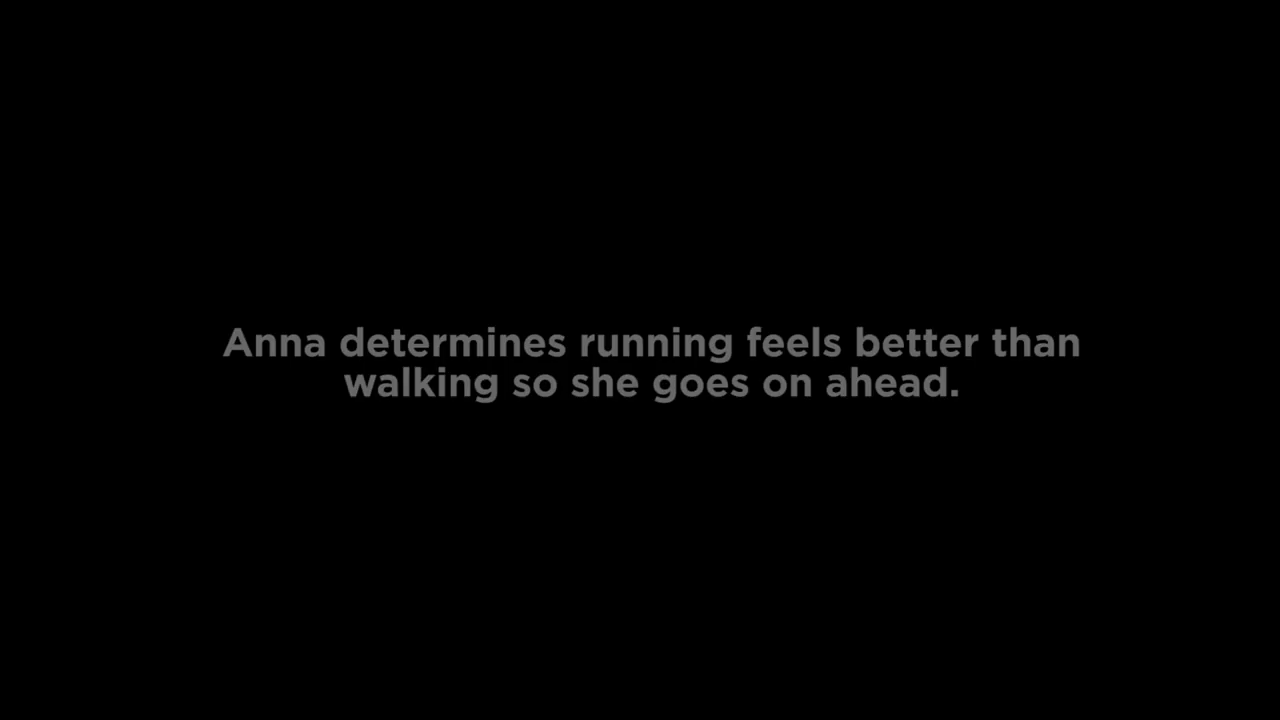 Anna determines running feels better than
walking so she goes on ahead.